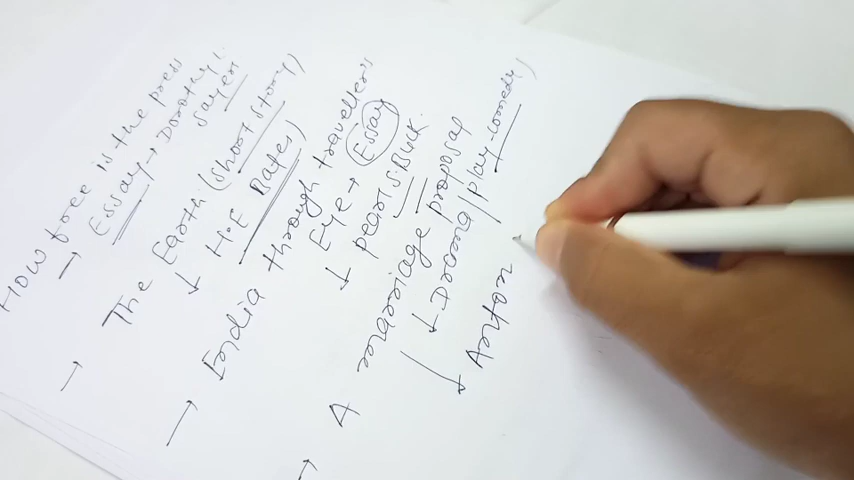 How free is the press
→ Essay → Dorothy L.
Sayers
→ The Earth (short story)
↓ H.E Bates)
→ India through traveller's
Eye → Essay
↓ pearl S.Buck.
→ A marriage proposal
↓ Drama/play-comedy)
↓ Anton